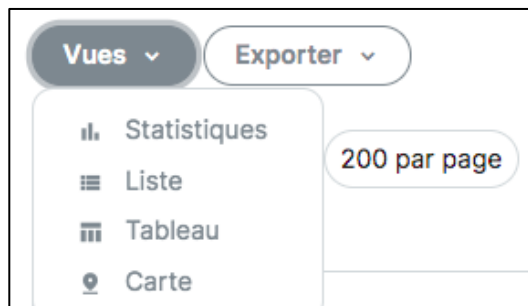 Vues Exporter
Statistiques
200 par page
Liste
Tableau
Carte